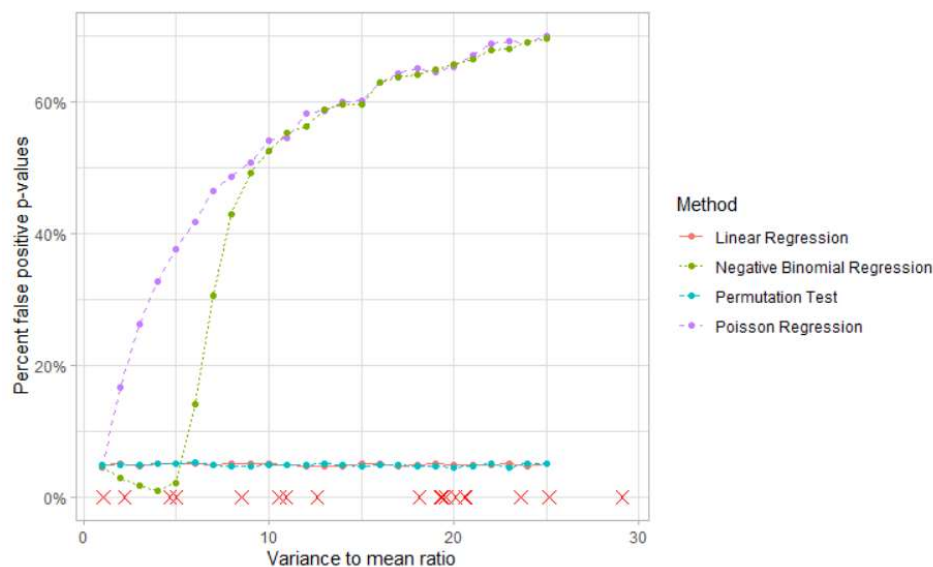 Percent false positive p-values
60%
40%
20%
0%
0
10
20
30
Variance to mean ratio
Method
Linear Regression
Negative Binomial Regression
Permutation Test
Poisson Regression